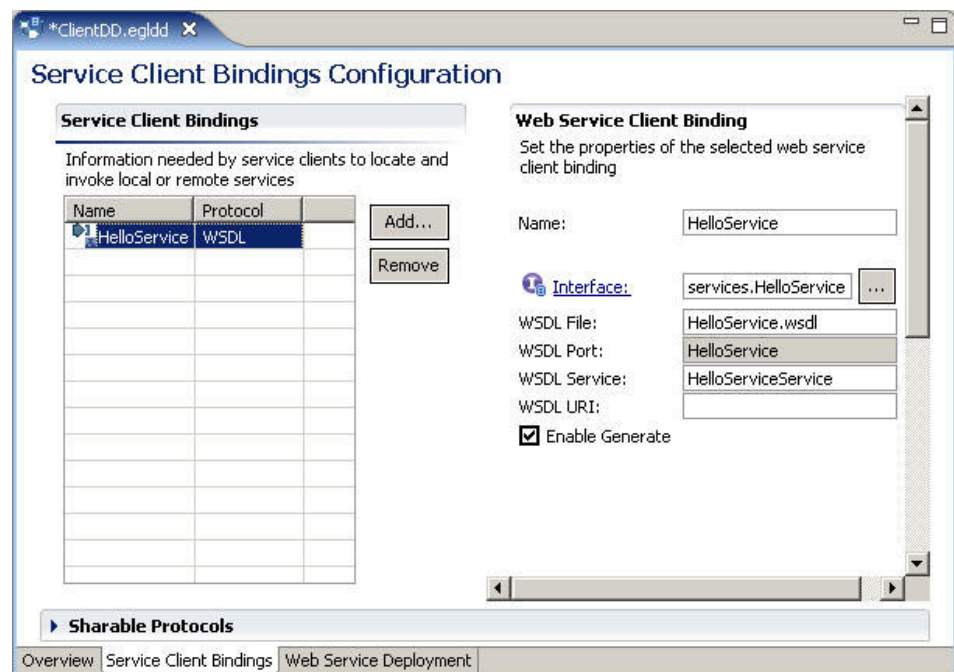 *ClientDD.egldd
Service Client Bindings Configuration
Service Client Bindings
Information needed by service clients to locate and
invoke local or remote services
Name Protocol
HelloService WSDL
Add...
Remove
Web Service Client Binding
Set the properties of the selected web service
client binding
Name: HelloService
Interface: services.HelloService ...
WSDL File: HelloService.wsdl
WSDL Port: HelloService
WSDL Service: HelloServiceService
WSDL URI:
Enable Generate
Sharable Protocols
Overview Service Client Bindings Web Service Deployment